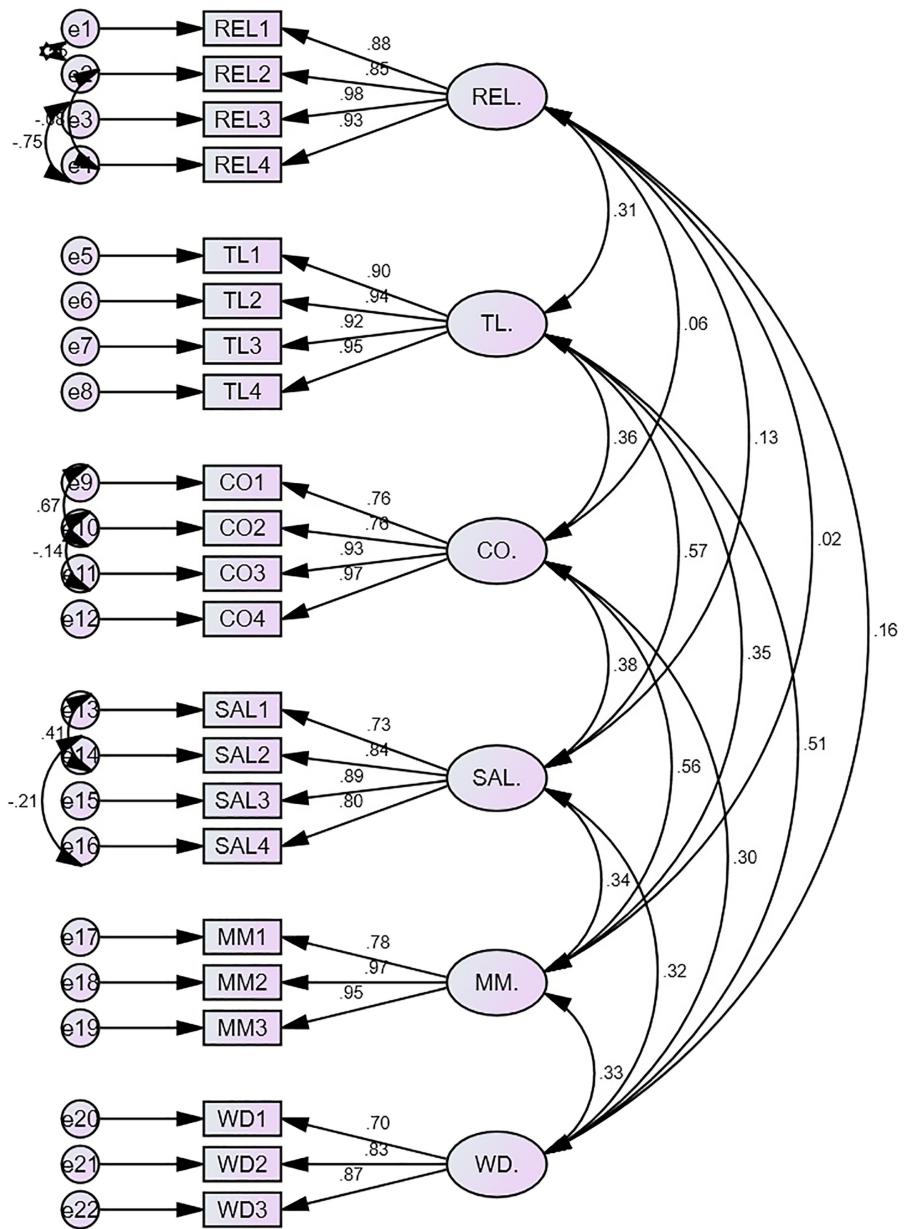 e1 REL1 .88
e2 REL2 .85 REL.
e3 REL3 .98
-.75
e4 REL4 .93
.31
e5 TL1 .90
e6 TL2 .94 TL. .06
e7 TL3 .92
e8 TL4 .95
.36 .13
e9 CO1 .76
.67
e10 CO2
-.14
CO. .57 .02
e11 CO3 .93
e12 CO4 .97
.16
.38 .35
e13 SAL1 .73
.41
e14 SAL2 .84 .51
SAL. .56
-.21 e15 SAL3 .89
e16 SAL4 .80
.30
.34
e17 MM1 .78
e18 MM2 .97 MM. .32
e19 MM3 .95
.33
e20 WD1 .70
e21 WD2 .83 WD.
e22 WD3 .87